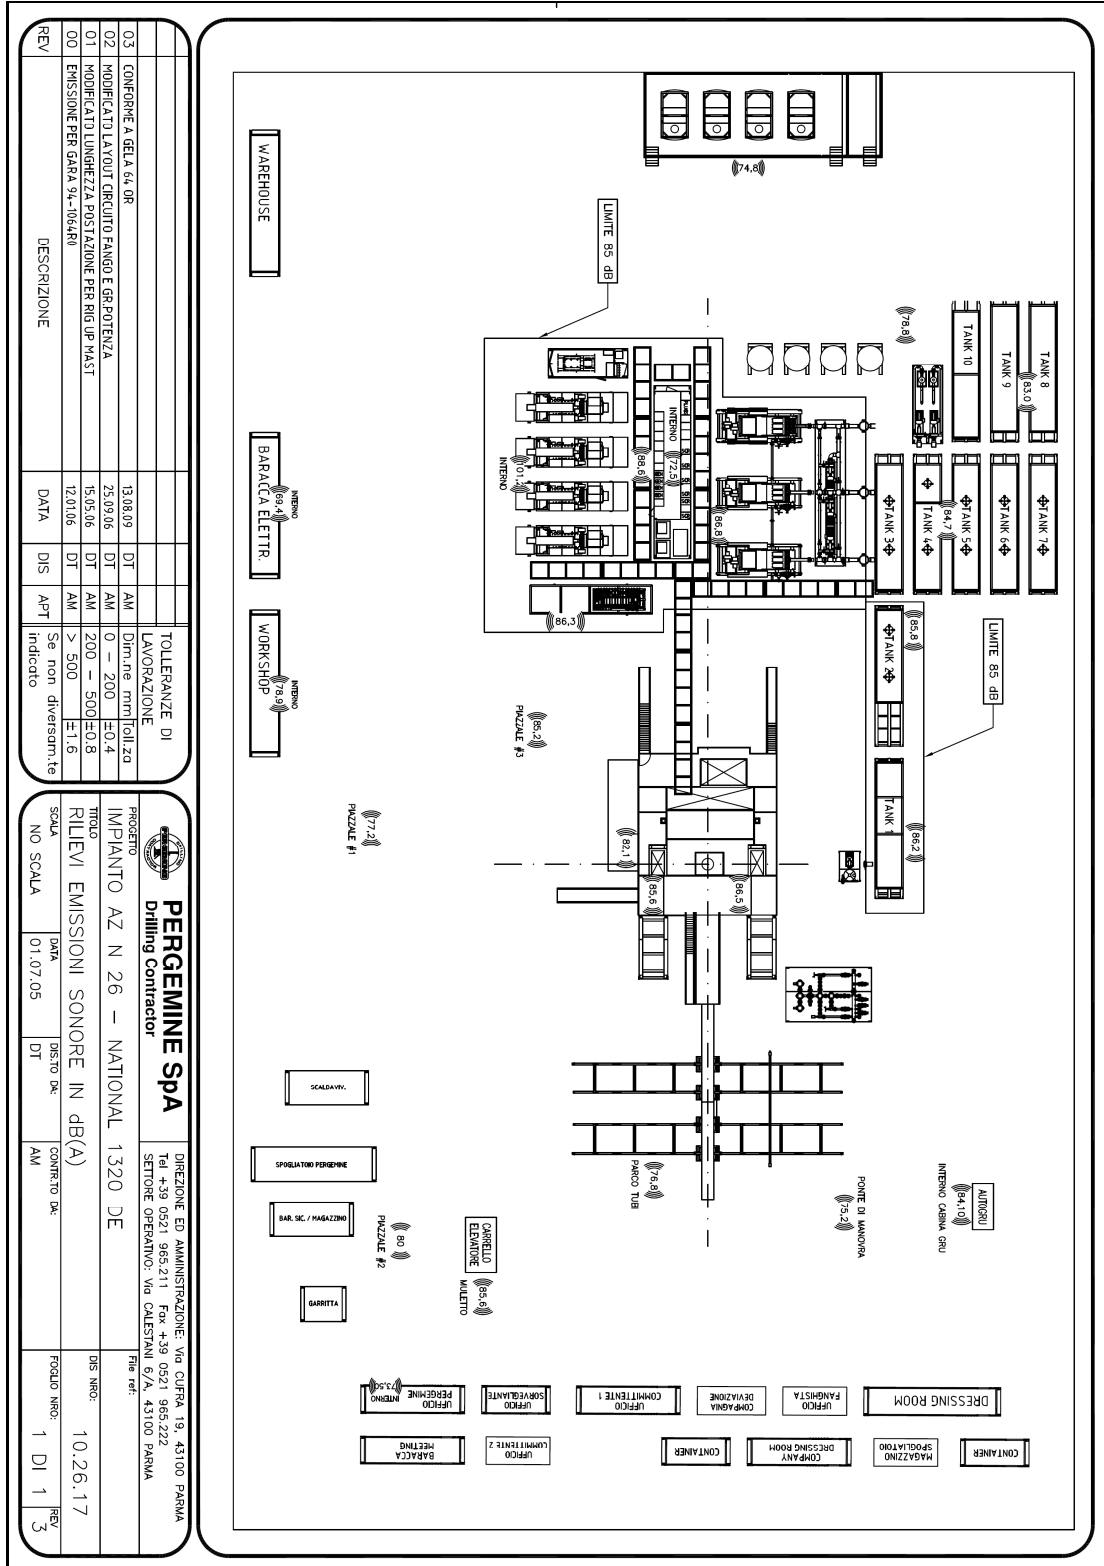 WAREHOUSE
INTERNO
69,4
BARACCA ELETTR.
INTERNO
78,9
WORKSHOP
74,8
LIMITE 85 dB
78,8
TANK 10
TANK 9
TANK 8
83,0
TANK 3
TANK 4
84,7
TANK 5
TANK 6
TANK 7
INTERNO
72,5
88,6
INTERNO
86,8
86,3
LIMITE 85 dB
85,8
TANK 2
TANK 1
86,2
85,2
PIAZZALE #3
77,2
PIAZZALE #1
82,1
85,6
86,5
SCALDAVIV.
SPOGLIATOIO PERGEMINE
BAR. SIC. / MAGAZZINO
GARRITTA
80
PIAZZALE #2
CARRELLO
ELEVATORE
85,6
MULETTO
76,8
PARCO TUBI
75,2
PONTE DI MANOVRA
AUTOGRU
84,10
INTERNO CABINA GRU
UFFICIO
PERGEMINE
INTERNO
73,50
UFFICIO
SORVEGLIANTE
UFFICIO
COMMITTENTE 1
COMPAGNIA
DEVIAZIONE
UFFICIO
FANGHISTA
DRESSING ROOM
BARACCA
MEETING
UFFICIO
COMMITTENTE 2
CONTAINER
COMPANY
DRESSING ROOM
MAGAZZINO
SPOGLIATOIO
CONTAINER
03 CONFORME A GELA 64 OR 13.08.09 DT AM
02 MODIFICATO LAYOUT CIRCUITO FANGO E GR.POTENZA 25.09.06 DT AM
01 MODIFICATO LUNGHEZZA POSTAZIONE PER RIG UP MAST 15.05.06 DT AM
00 EMISSIONE PER GARA 94-1064R0 12.01.06 DT AM
REV DESCRIZIONE DATA DIS APT
TOLLERANZE DI
LAVORAZIONE
Dim.ne mm Toll.za
0 – 200 ±0.4
200 – 500 ±0.8
> 500 ±1.6
Se non diversam.te
indicato
PERGEMINE SpA
Drilling Contractor
DIREZIONE ED AMMINISTRAZIONE: Via CUFRA 19, 43100 PARMA
Tel +39 0521 965.211 Fax +39 0521 965.222
SETTORE OPERATIVO: Via CALESTANI 6/A, 43100 PARMA
PROGETTO
IMPIANTO AZ N 26 – NATIONAL 1320 DE
File ref:
TITOLO
RILIEVI EMISSIONI SONORE IN dB(A)
DIS NRO:
10.26.17
SCALA
NO SCALA
DATA
01.07.05
DIS.TO DA:
DT
CONTR.TO DA:
AM
FOGLIO NRO:
1 DI 1
REV
3